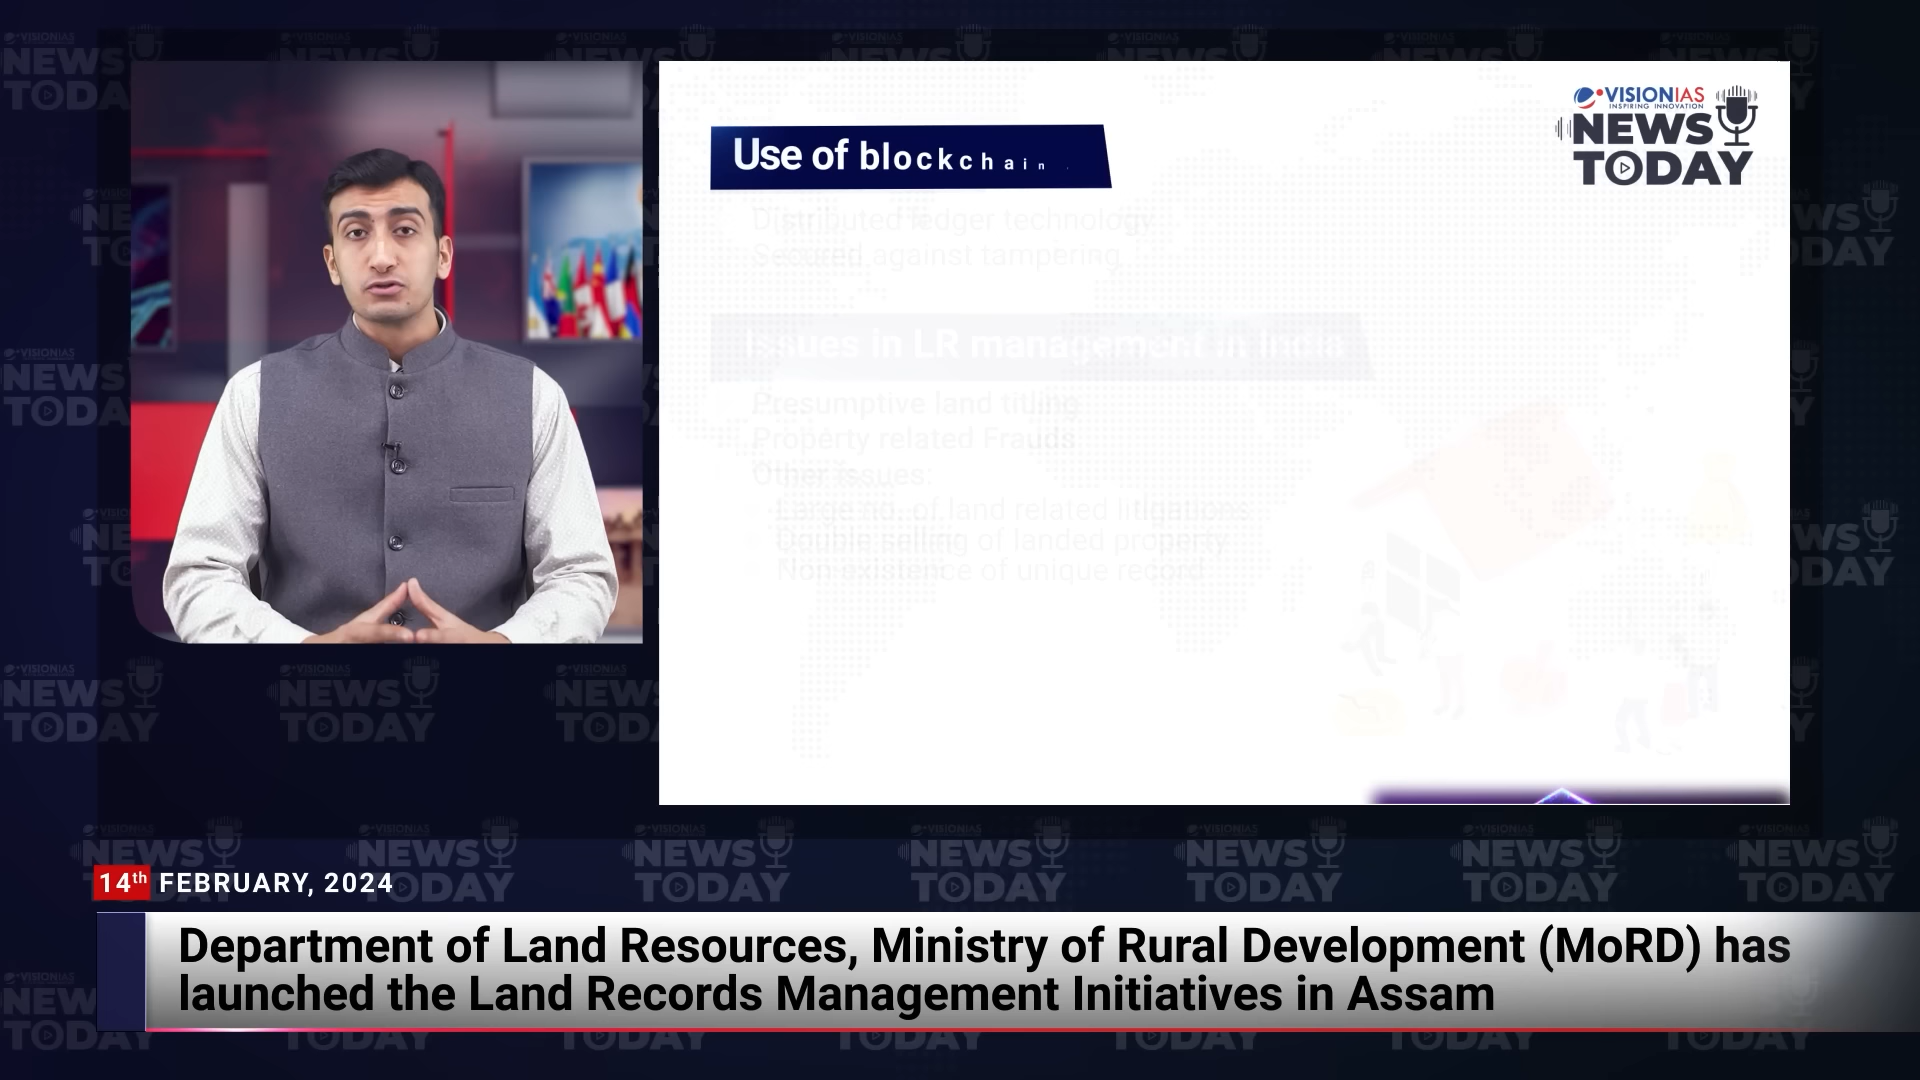 VISIONIAS
INSPIRING INNOVATION
NEWS
TODAY
Use of blockchain
Distributed ledger technology
Secured against tampering
Issues in LR management in India
Presumptive land titling
Property related Frauds
Other issues:
Large no. of land related litigations
Double selling of landed property
Non existence of unique record
14th FEBRUARY, 2024
Department of Land Resources, Ministry of Rural Development (MoRD) has
launched the Land Records Management Initiatives in Assam